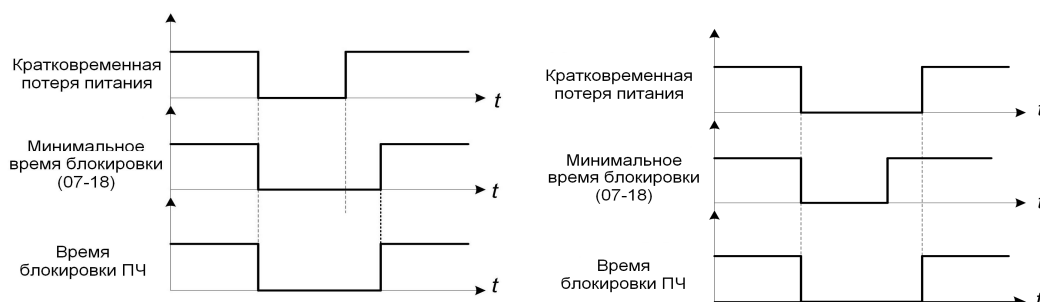 Кратковременная
потеря питания
t
Минимальное
время блокировки
(07-18)
t
Время
блокировки ПЧ
t
Кратковременная
потеря питания
t
Минимальное
время блокировки
(07-18)
t
Время
блокировки ПЧ
t